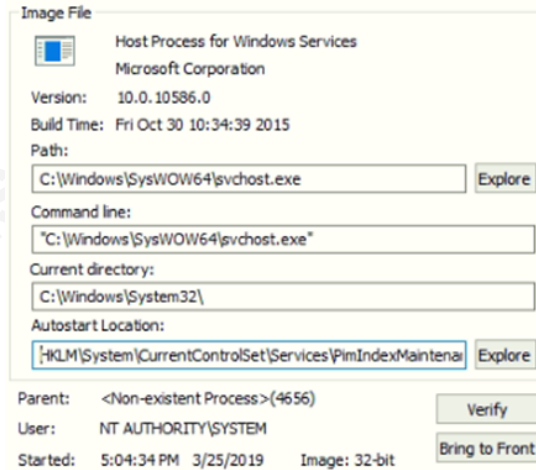 Image File
Host Process for Windows Services
Microsoft Corporation
Version: 10.0.10586.0
Build Time: Fri Oct 30 10:34:39 2015
Path:
C:\Windows\SysWOW64\svchost.exe Explore
Command line:
"C:\Windows\SysWOW64\svchost.exe"
Current directory:
C:\Windows\System32\
Autostart Location:
HKLM\System\CurrentControlSet\Services\PimIndexMaintenan Explore
Parent: <Non-existent Process>(4656)
Verify
User: NT AUTHORITY\SYSTEM
Bring to Front
Started: 5:04:34 PM 3/25/2019 Image: 32-bit